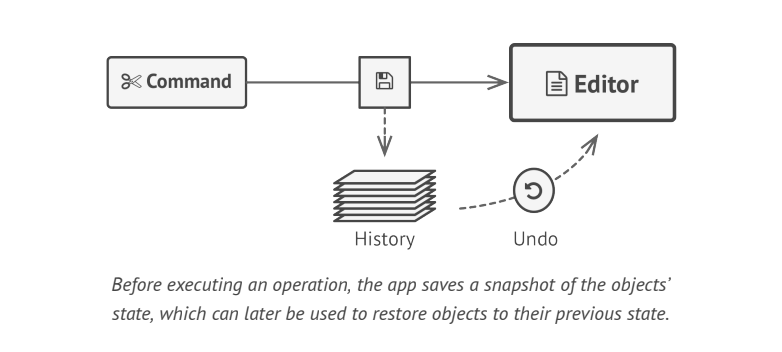 Command
Editor
History
Undo
Before executing an operation, the app saves a snapshot of the objects’
state, which can later be used to restore objects to their previous state.